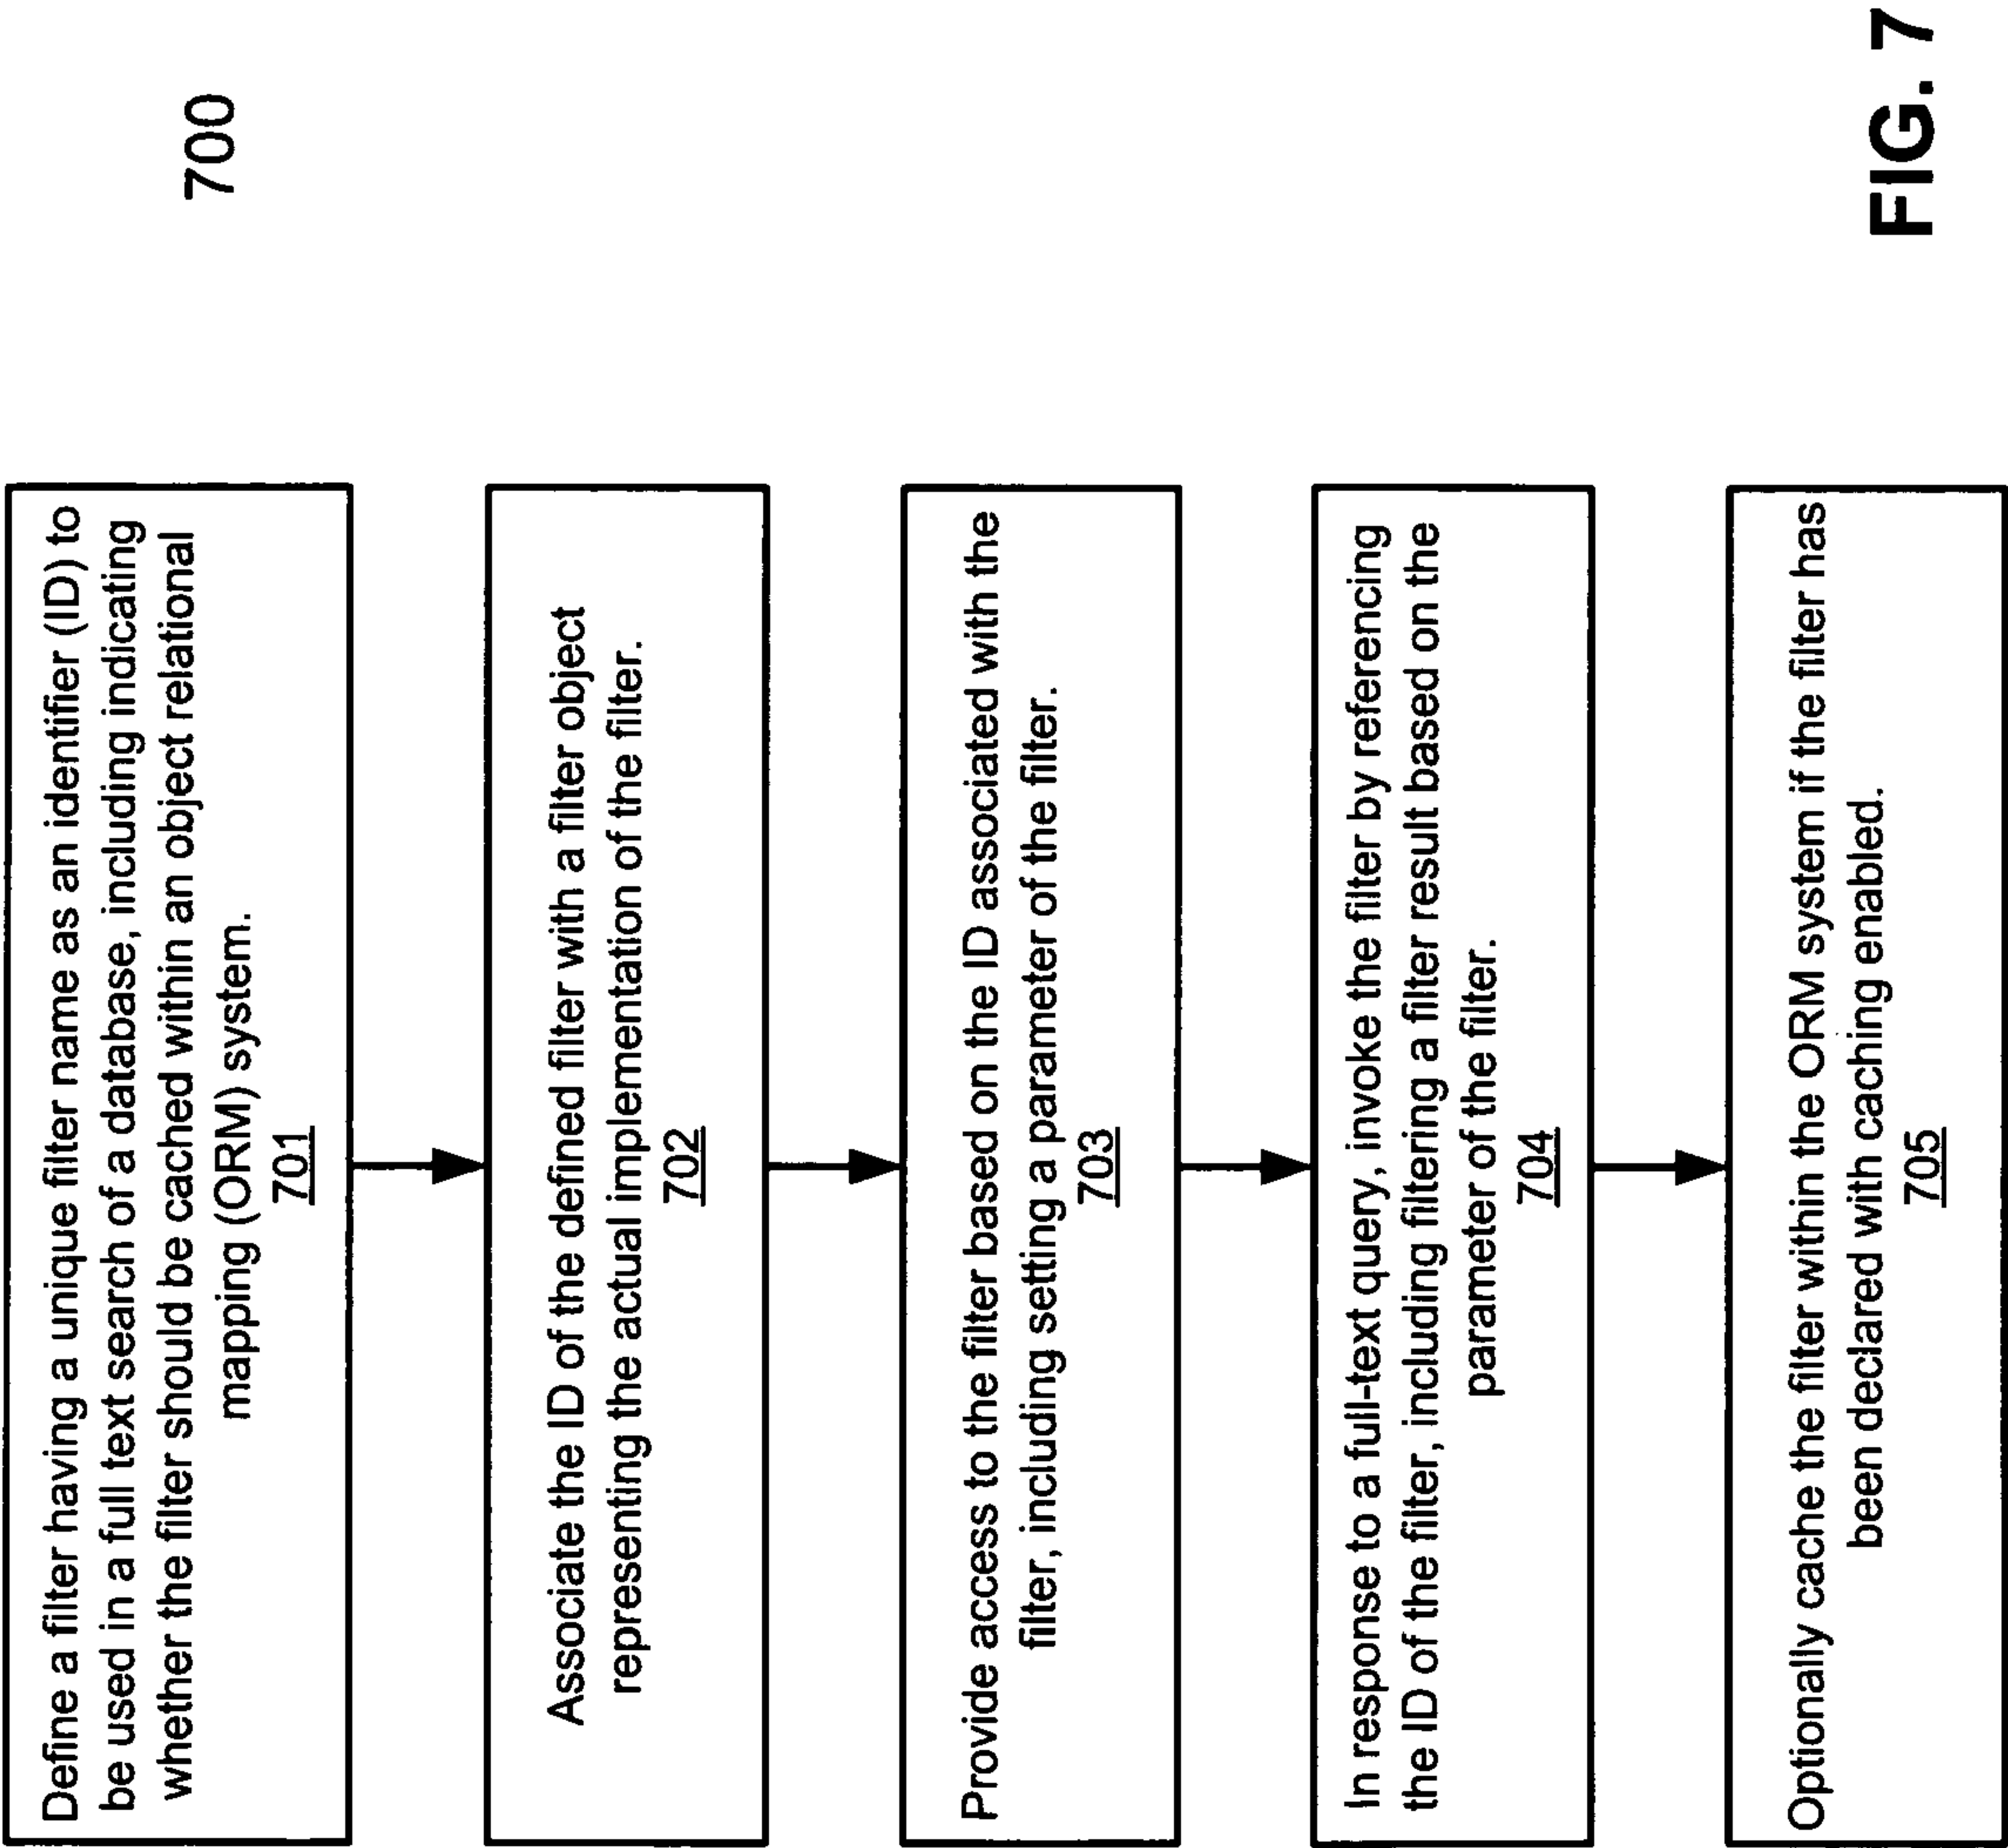 700
Define a filter having a unique filter name as an identifier (ID) to
be used in a full text search of a database, including indicating
whether the filter should be cached within an object relational
mapping (ORM) system.
701
Associate the ID of the defined filter with a filter object
representing the actual implementation of the filter.
702
Provide access to the filter based on the ID associated with the
filter, including setting a parameter of the filter.
703
In response to a full-text query, invoke the filter by referencing
the ID of the filter, including filtering a filter result based on the
parameter of the filter.
704
Optionally cache the filter within the ORM system if the filter has
been declared with caching enabled.
705
FIG. 7